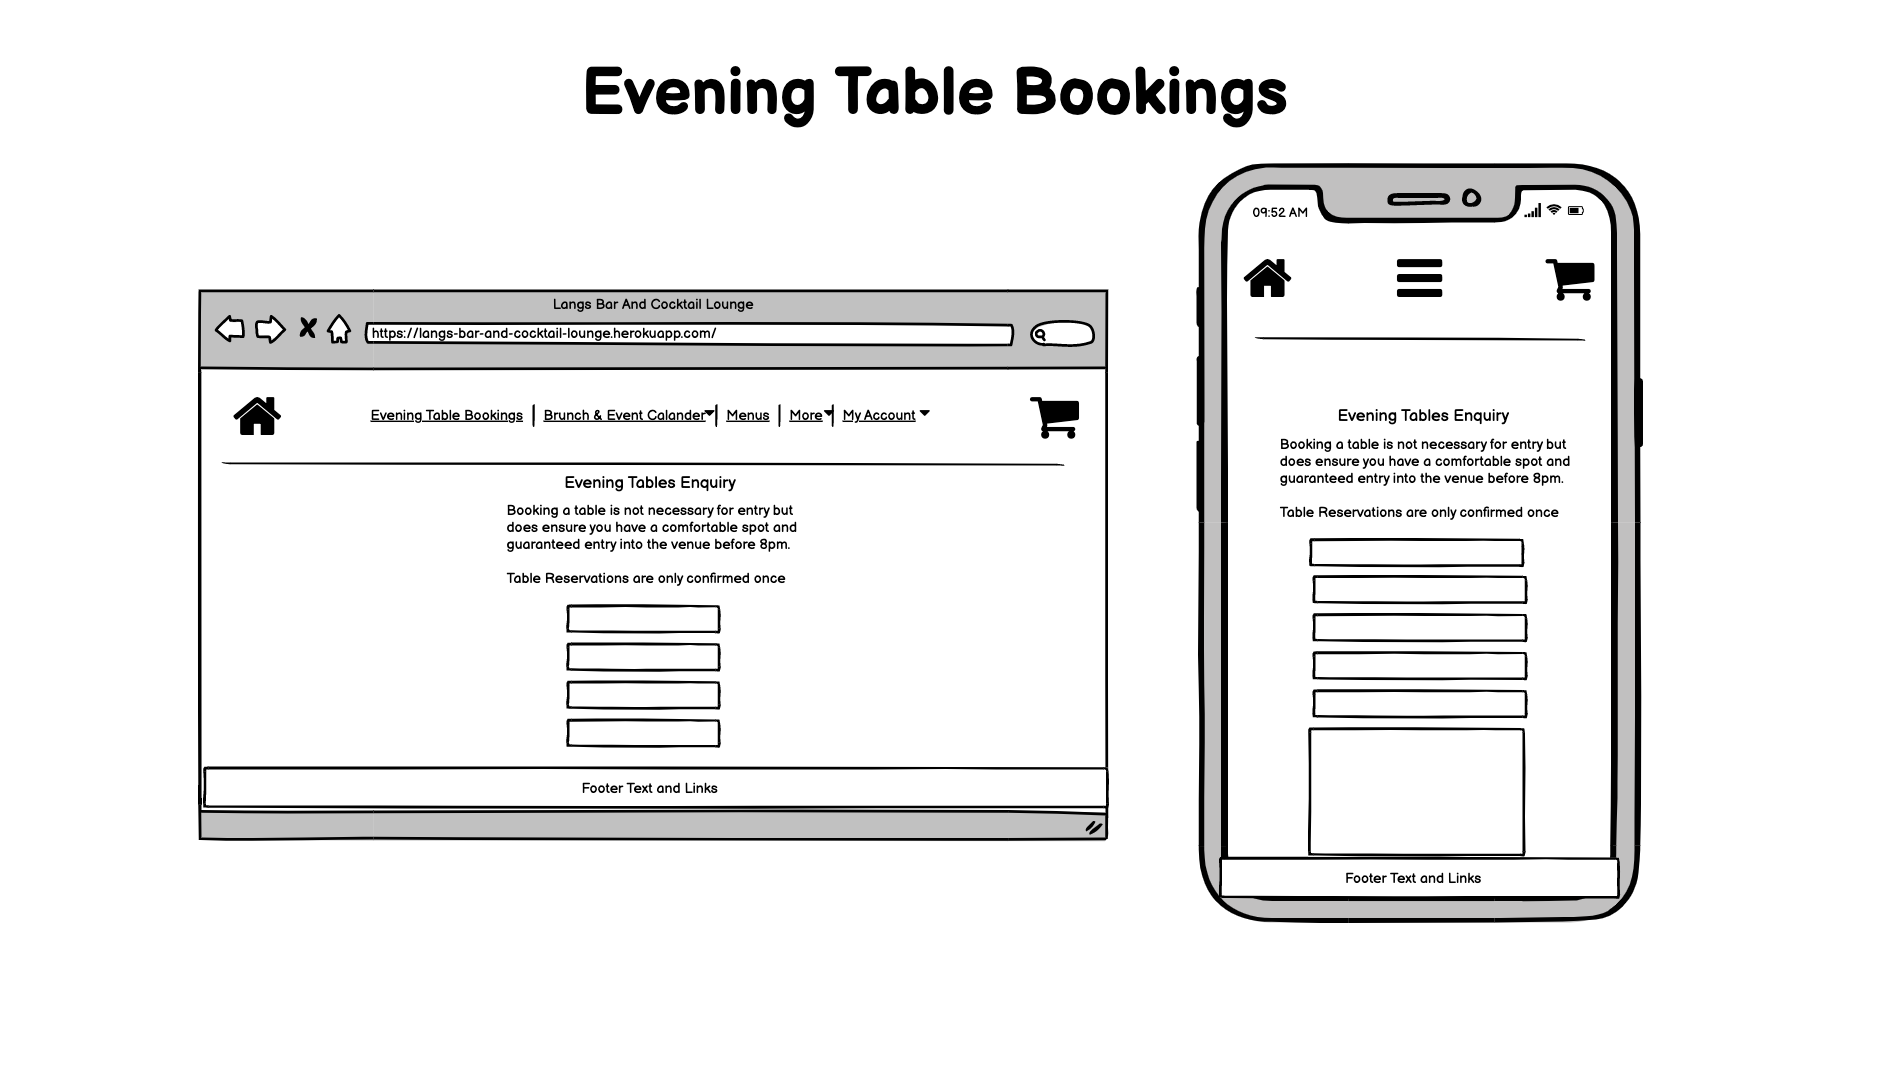 Evening Table Bookings
Langs Bar And Cocktail Lounge
https://langs-bar-and-cocktail-lounge.herokuapp.com/
Evening Table Bookings Brunch & Event Calander Menus More My Account
Evening Tables Enquiry
Booking a table is not necessary for entry but
does ensure you have a comfortable spot and
guaranteed entry into the venue before 8pm.
Table Reservations are only confirmed once
Footer Text and Links
09:52 AM
Evening Tables Enquiry
Booking a table is not necessary for entry but
does ensure you have a comfortable spot and
guaranteed entry into the venue before 8pm.
Table Reservations are only confirmed once
Footer Text and Links